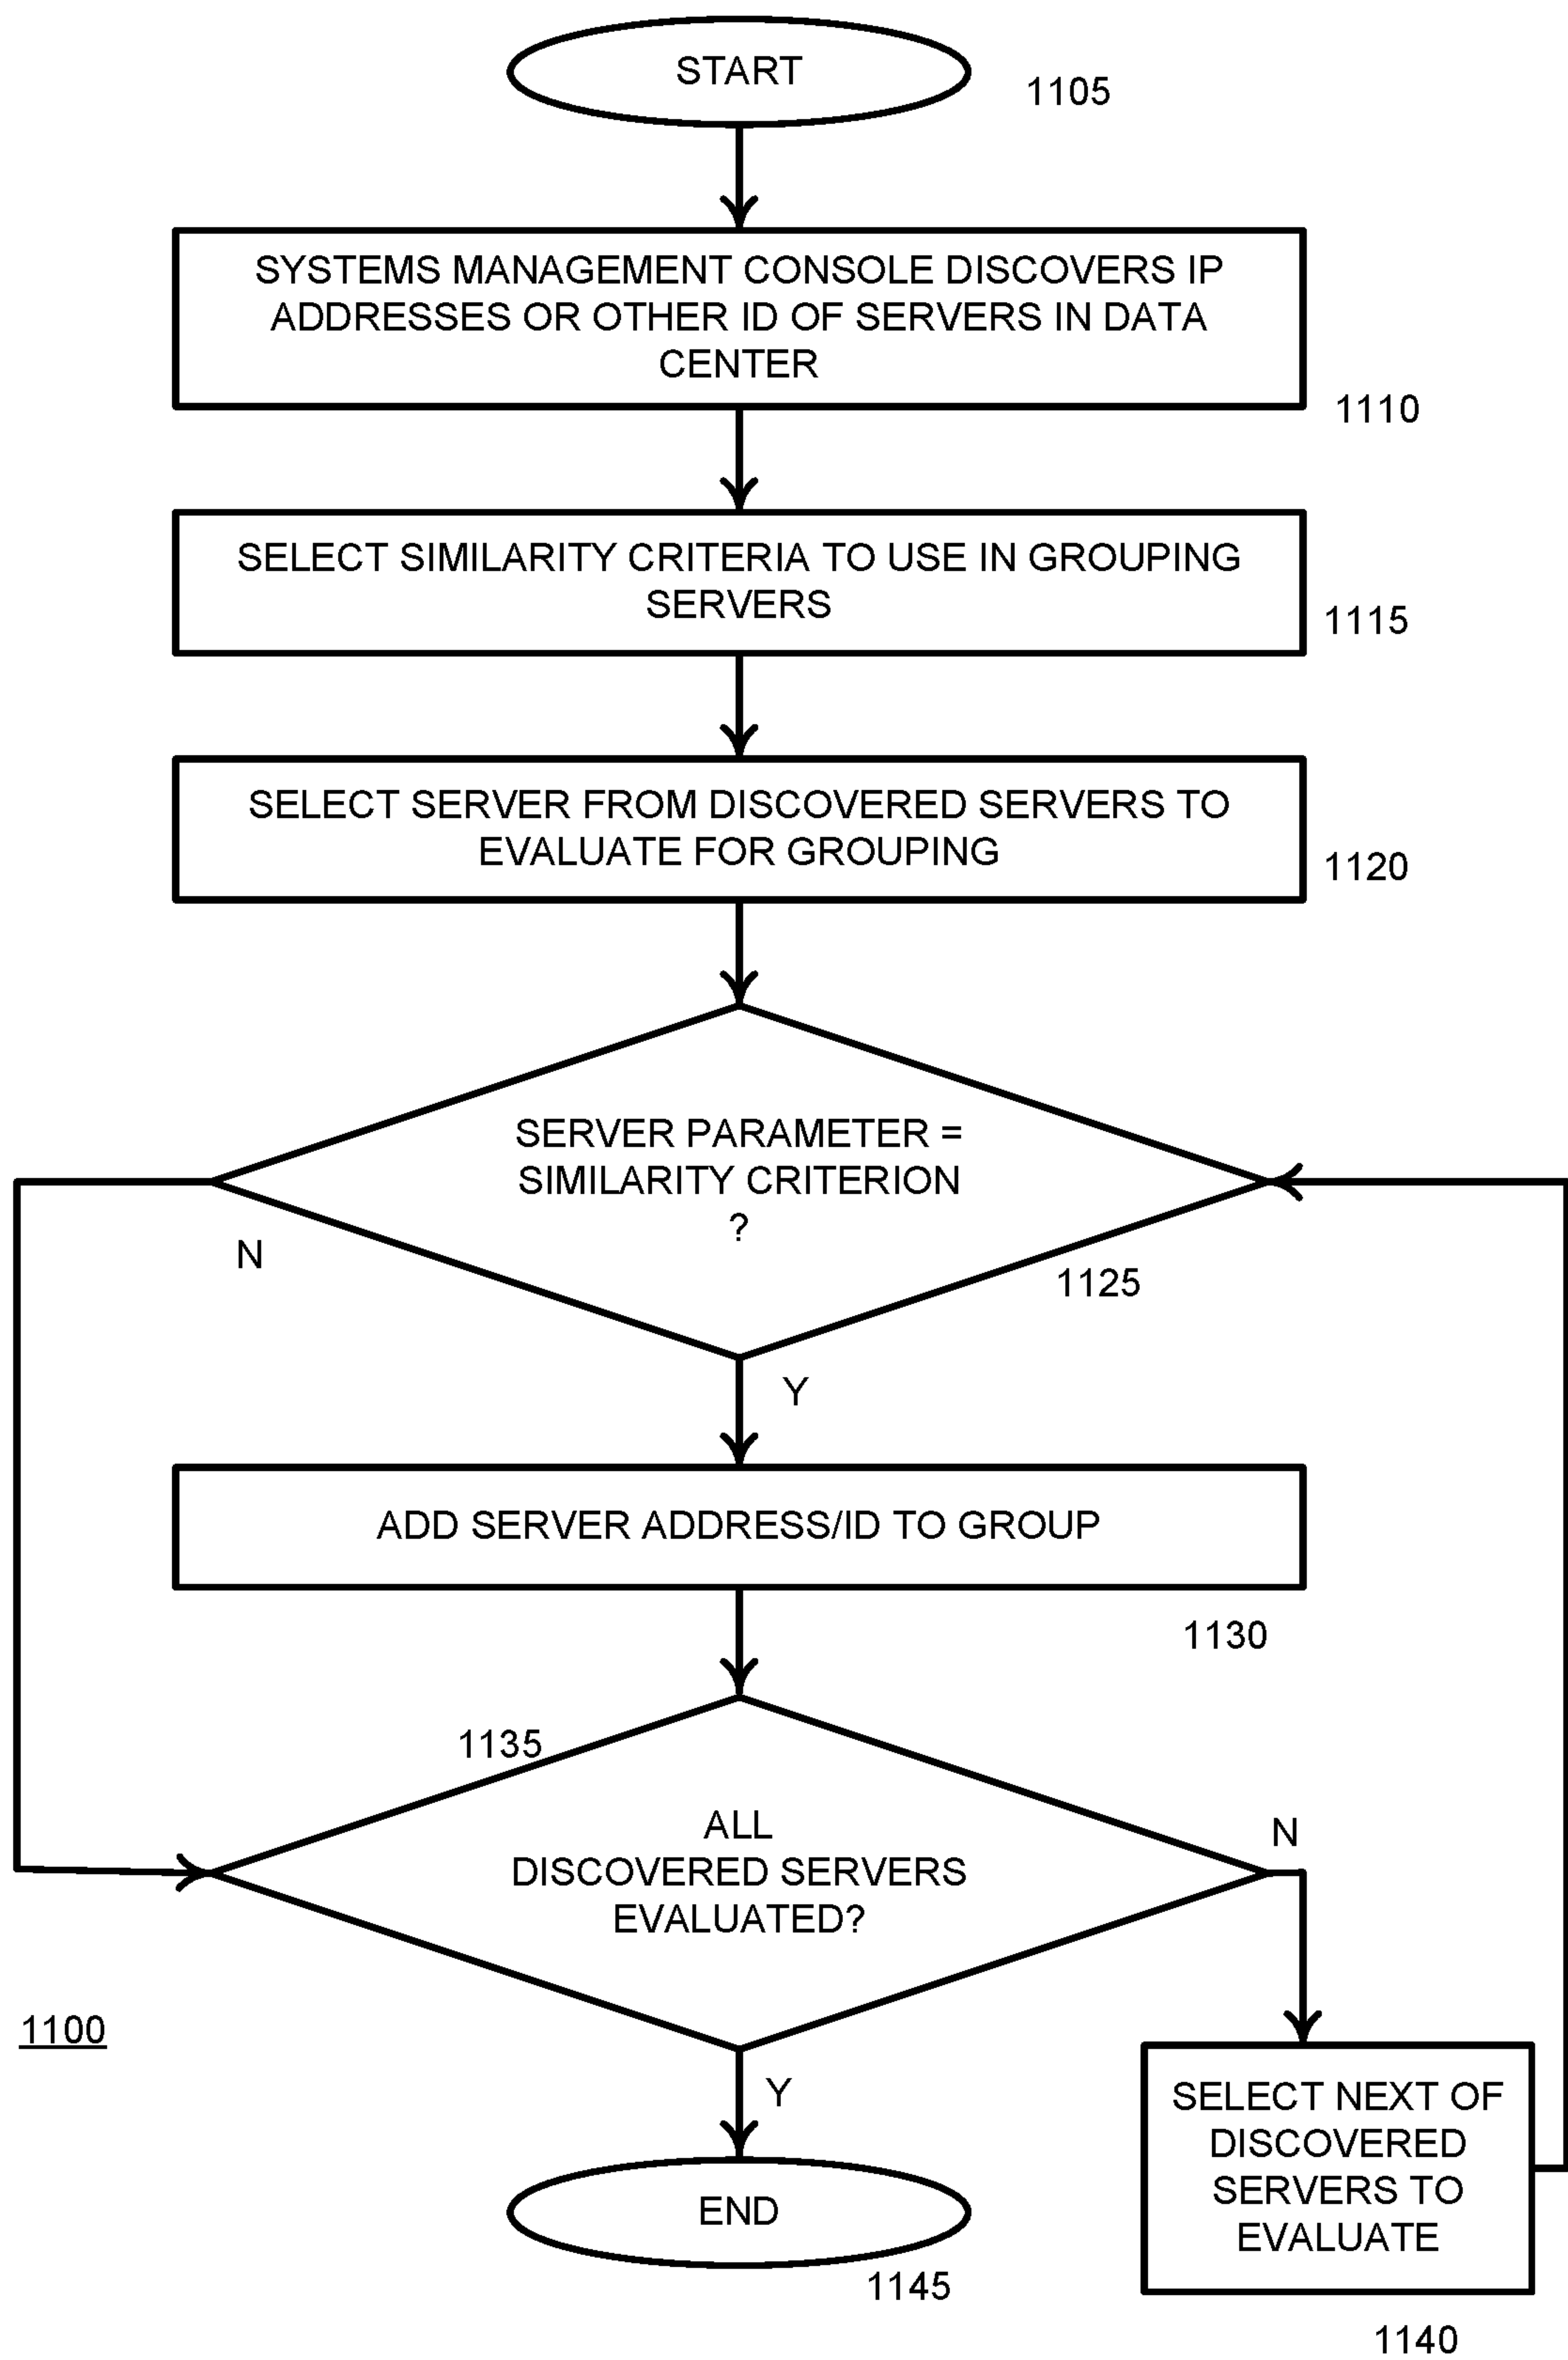 START
1105
SYSTEMS MANAGEMENT CONSOLE DISCOVERS IP
ADDRESSES OR OTHER ID OF SERVERS IN DATA
CENTER
1110
SELECT SIMILARITY CRITERIA TO USE IN GROUPING
SERVERS
1115
SELECT SERVER FROM DISCOVERED SERVERS TO
EVALUATE FOR GROUPING
1120
SERVER PARAMETER =
SIMILARITY CRITERION
?
N
1125
Y
ADD SERVER ADDRESS/ID TO GROUP
1130
1135
ALL
DISCOVERED SERVERS
EVALUATED?
N
1100
Y
SELECT NEXT OF
DISCOVERED
SERVERS TO
EVALUATE
END
1145
1140